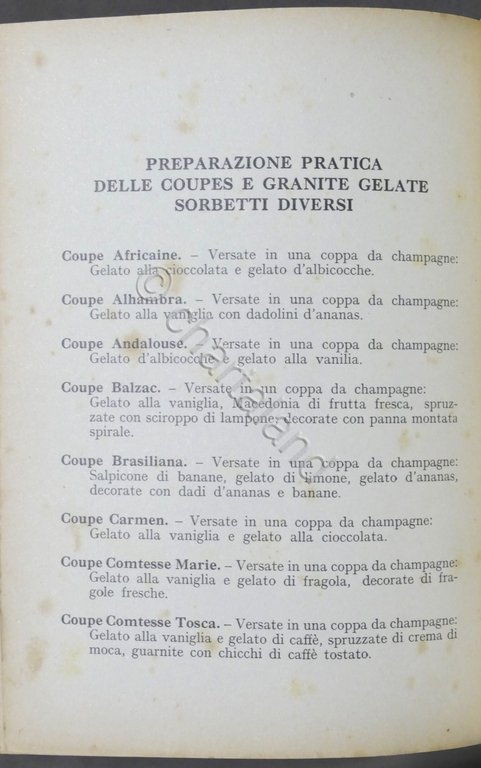 PREPARAZIONE PRATICA
DELLE COUPES E GRANITE GELATE
SORBETTI DIVERSI
Coupe Africaine. – Versate in una coppa da champagne:
Gelato alla cioccolata e gelato d'albicocche.
Coupe Alhambra. – Versate in una coppa da champagne:
Gelato alla vaniglia con dadolini d'ananas.
Coupe Andalouse. – Versate in una coppa da champagne:
Gelato d'albicocche e gelato alla vanilia.
Coupe Balzac. – Versate in un coppa da champagne:
Gelato alla vaniglia, Macedonia di frutta fresca, spruz-
zate con sciroppo di lampone, decorate con panna montata
spirale.
Coupe Brasiliana. – Versate in una coppa da champagne:
Salpicone di banane, gelato di limone, gelato d'ananas,
decorate con dadi d'ananas e banane.
Coupe Carmen. – Versate in una coppa da champagne:
Gelato alla vaniglia e gelato alla cioccolata.
Coupe Comtesse Marie. – Versate in una coppa da champagne:
Gelato alla vaniglia e gelato di fragola, decorate di fra-
gole fresche.
Coupe Comtesse Tosca. – Versate in una coppa da champagne:
Gelato alla vaniglia e gelato di caffè, spruzzate di crema di
moca, guarnite con chicchi di caffè tostato.
© chartaland